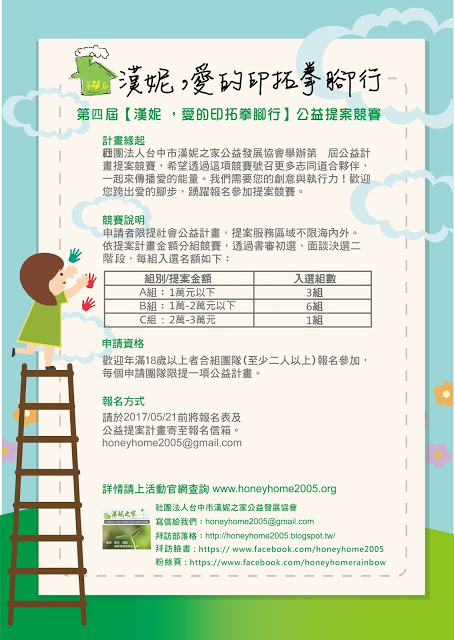 第4屆
漢妮，愛的印拓拳腳行
第四屆【漢妮 ，愛的印拓拳腳行】公益提案競賽
計畫緣起
社團法人台中市漢妮之家公益發展協會舉辦第　屆公益計
畫提案競賽，希望透過這項競賽號召更多志同道合夥伴，
一起來傳播愛的能量。我們需要您的創意與執行力！歡迎
您跨出愛的腳步，踴躍報名參加提案競賽。
競賽說明
申請者限提社會公益計畫，提案服務區域不限海內外。
依提案計畫金額分組競賽，透過書審初選、面談決選二
階段，每組入選名額如下：
組別/提案金額 入選組數
A組：1萬元以下 3組
B組：1萬-2萬元以下 6組
C組：2萬-3萬元 1組
申請資格
歡迎年滿18歲以上者合組團隊(至少二人以上)報名參加，
每個申請團隊限提一項公益計畫。
報名方式
請於2017/05/21前將報名表及
公益提案計畫寄至報名信箱。
honeyhome2005@gmail.com
詳情請上活動官網查詢 www.honeyhome2005.org
漢妮之家
社團法人台中市漢妮之家公益發展協會
寫信給我們：honeyhome2005@gmail.com
拜訪部落格：http://honeyhome2005.blogspot.tw/
拜訪臉書：https://www.facebook.com/honeyhome2005
粉絲頁：https://www.facebook.com/honeyhomerainbow